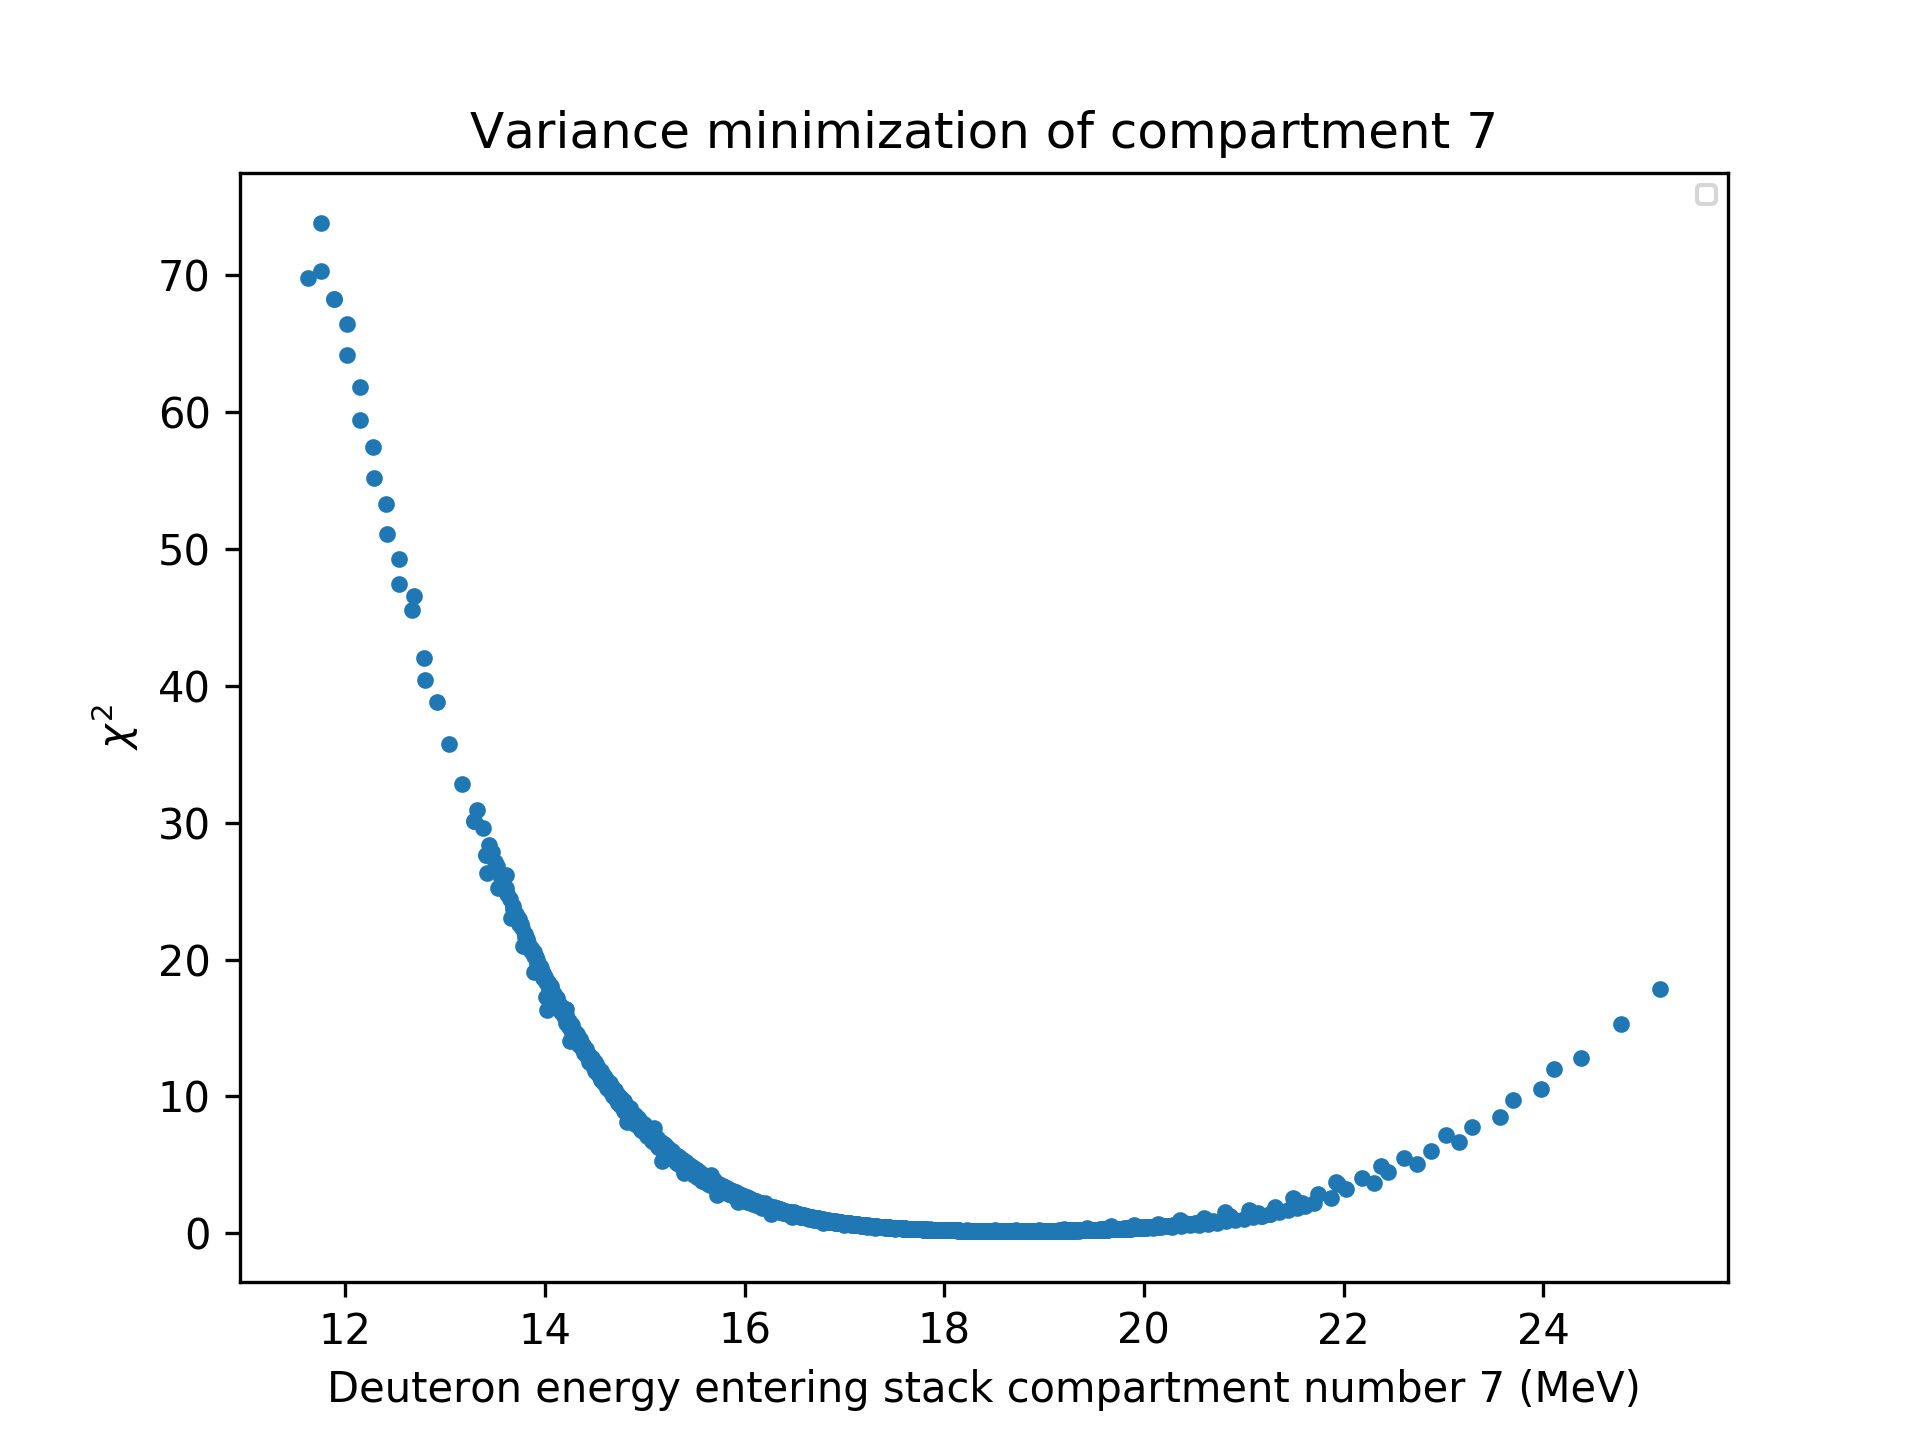 Variance minimization of compartment 7
70
60
50
40
30
20
10
0
χ²
12 14 16 18 20 22 24
Deuteron energy entering stack compartment number 7 (MeV)